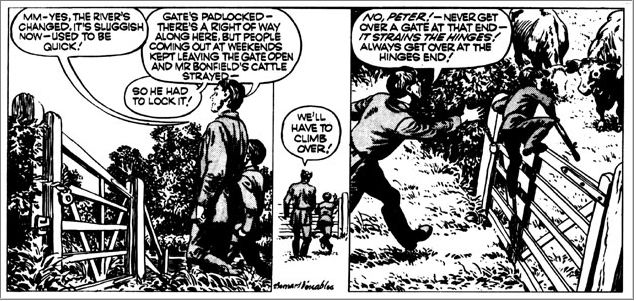 MM-YES, THE RIVER'S
CHANGED. IT'S SLUGGISH
NOW-USED TO BE
QUICK!
GATE'S PADLOCKED-
THERE'S A RIGHT OF WAY
ALONG HERE. BUT PEOPLE
COMING OUT AT WEEKENDS
KEPT LEAVING THE GATE OPEN
AND MR BONFIELD'S CATTLE
STRAYED-
SO HE HAD
TO LOCK IT!
WE'LL
HAVE TO
CLIMB
OVER!
Bernard Venables
NO, PETER!-NEVER GET
OVER A GATE AT THAT END-
IT STRAINS THE HINGES!
ALWAYS GET OVER AT THE
HINGES END!